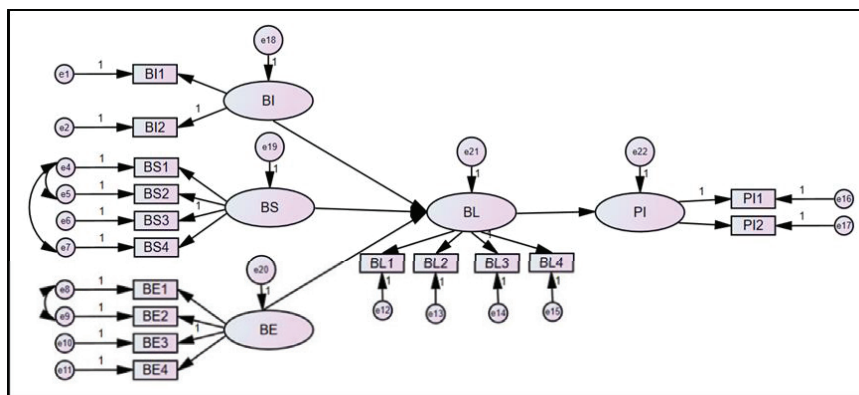 e18
e1 1 BI1 1
BI
e2 1 BI2 1
e19
e4 1 BS1 1
e5 1 BS2
BS
e6 1 BS3 1
e7 1 BS4
e20
e8 1 BE1 1
e9 1 BE2
BE
e10 1 BE3 1
e11 1 BE4
e21
1
BL
1
BL1 BL2 BL3 BL4
1 1 1 1
e12 e13 e14 e15
e22
1
PI
1 PI1 1 e16
PI2 1 e17